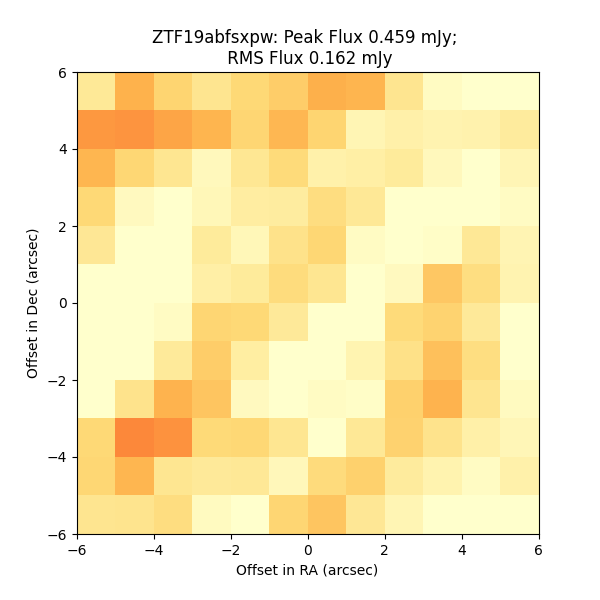 ZTF19abfsxpw: Peak Flux 0.459 mJy;
RMS Flux 0.162 mJy
6
4
2
0
−2
−4
−6
Offset in Dec (arcsec)
−6 −4 −2 0 2 4 6
Offset in RA (arcsec)